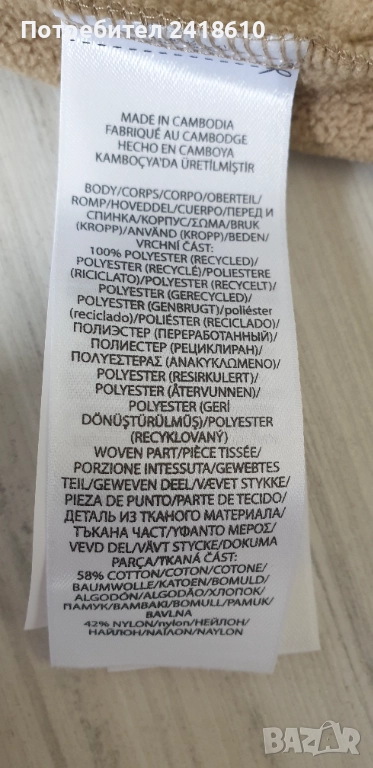 Потребител 2418610
MADE IN CAMBODIA
FABRIQUÉ AU CAMBODGE
HECHO EN CAMBOYA
KAMBOÇYA'DA ÜRETİLMİŞTİR
BODY/CORPS/CORPO/OBERTEIL/
ROMP/HOVEDDEL/CUERPO/ПЕРЕД И
СПИНКА/КОРПУС/ΣΩΜΑ/BRUK
(KROPP)/ANVÄND (KROPP)/BEDEN/
VRCHNÍ ČÁST:
100% POLYESTER (RECYCLED)/
POLYESTER (RECYCLÉ)/POLIESTERE
(RICICLATO)/POLYESTER (RECYCELT)/
POLYESTER (GERECYCLED)/
POLYESTER (GENBRUGT)/poliéster
(reciclado)/POLIÉSTER (RECICLADO)/
ПОЛИЭСТЕР (ПЕРЕРАБОТАННЫЙ)/
ПОЛИЕСТЕР (РЕЦИКЛИРАН)/
ΠΟΛΥΕΣΤΕΡΑΣ (ΑΝΑΚΥΚΛΩΜΕΝΟ)/
POLYESTER (RESIRKULERT)/
POLYESTER (ÅTERVUNNEN)/
POLYESTER (GERİ
DÖNÜŞTÜRÜLMÜŞ)/POLYESTER
(RECYKLOVANÝ)
WOVEN PART/PIÈCE TISSÉE/
PORZIONE INTESSUTA/GEWEBTES
TEIL/GEWEVEN DEEL/VÆVET STYKKE/
PIEZA DE PUNTO/PARTE DE TECIDO/
ДЕТАЛЬ ИЗ ТКАНОГО МАТЕРИАЛА/
ТЪКАНА ЧАСТ/ΥΦΑΝΤΟ ΜΕΡΟΣ/
VEVD DEL/VÄVT STYCKE/DOKUMA
PARÇA/TKANÁ ČÁST:
58% COTTON/COTON/COTONE/
BAUMWOLLE/KATOEN/BOMULD/
ALGODÓN/ALGODÃO/ХЛОПОК/
ПАМУК/ΒΑΜΒΑΚΙ/BOMULL/PAMUK/
BAVLNA
42% NYLON/nylon/НЕЙЛОН/
НАЙЛОН/ΝΑΪΛΟΝ/NAYLON
BAZAR